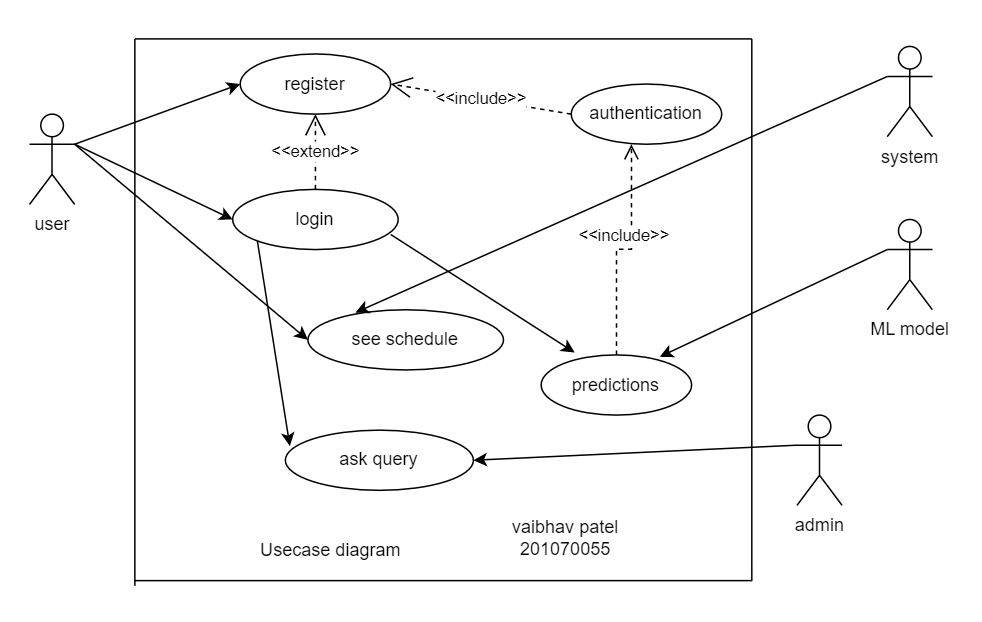 register
<<include>>
authentication
<<extend>>
system
user
login
<<include>>
ML model
see schedule
predictions
ask query
admin
vaibhav patel
201070055
Usecase diagram